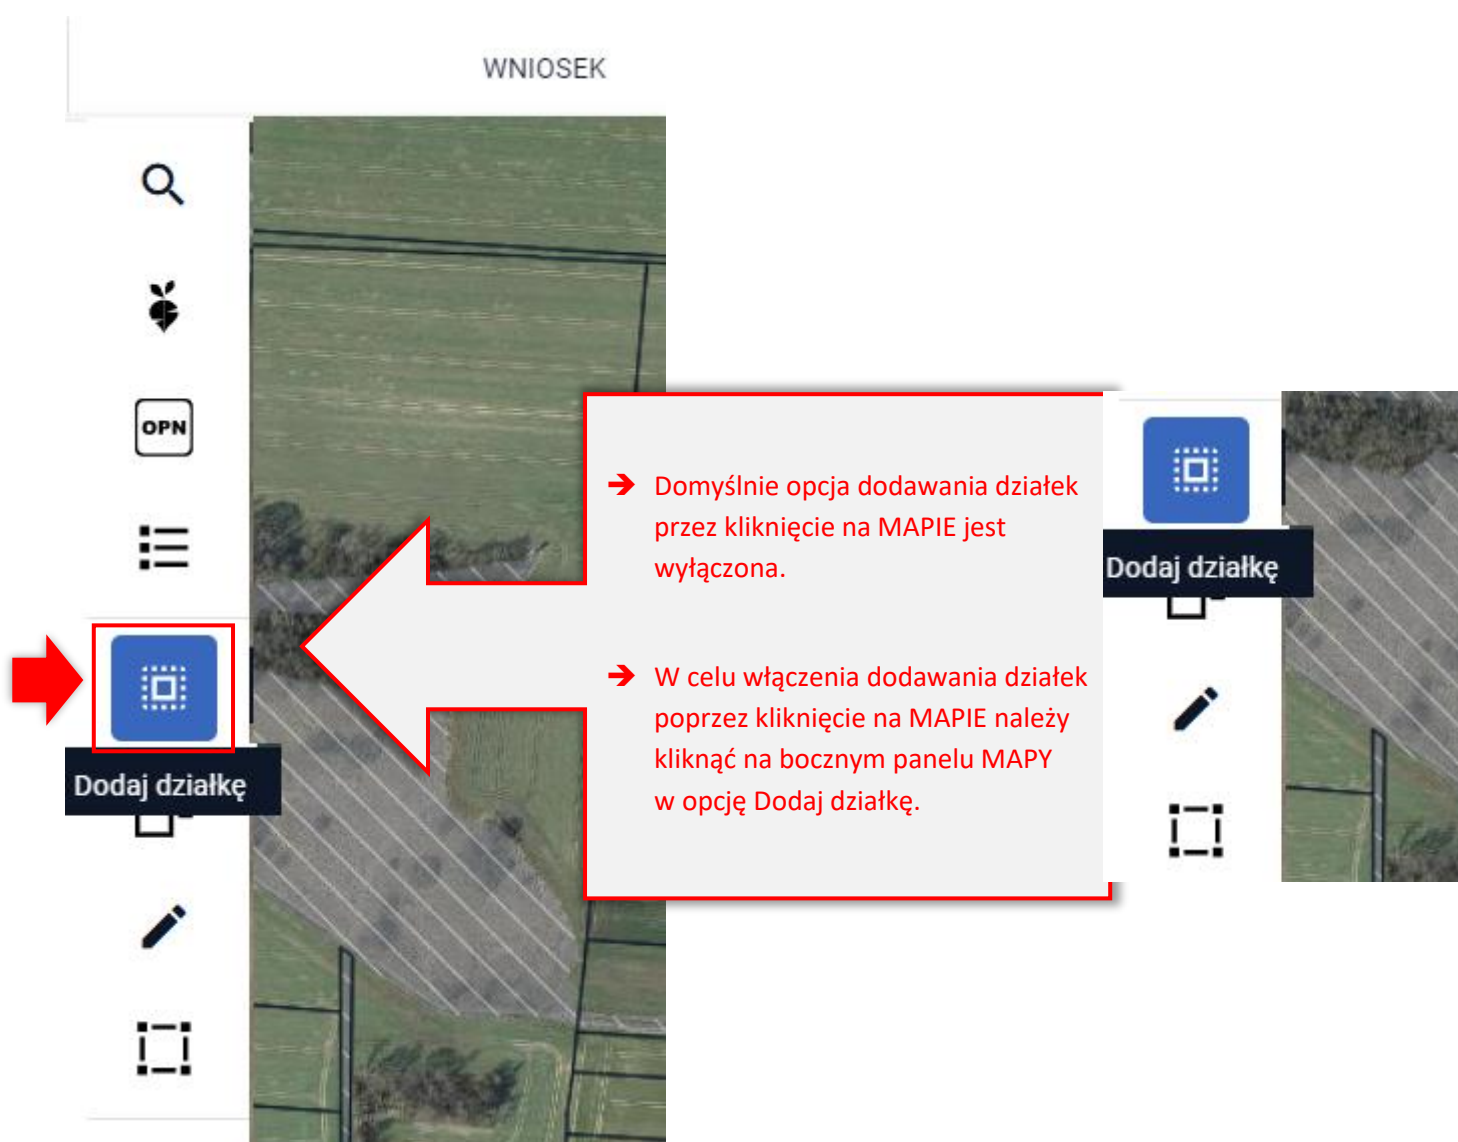 WNIOSEK
OPN
Dodaj działkę
➔ Domyślnie opcja dodawania działek
przez kliknięcie na MAPIE jest
wyłączona.
➔ W celu włączenia dodawania działek
poprzez kliknięcie na MAPIE należy
kliknąć na bocznym panelu MAPY
w opcję Dodaj działkę.
Dodaj działkę